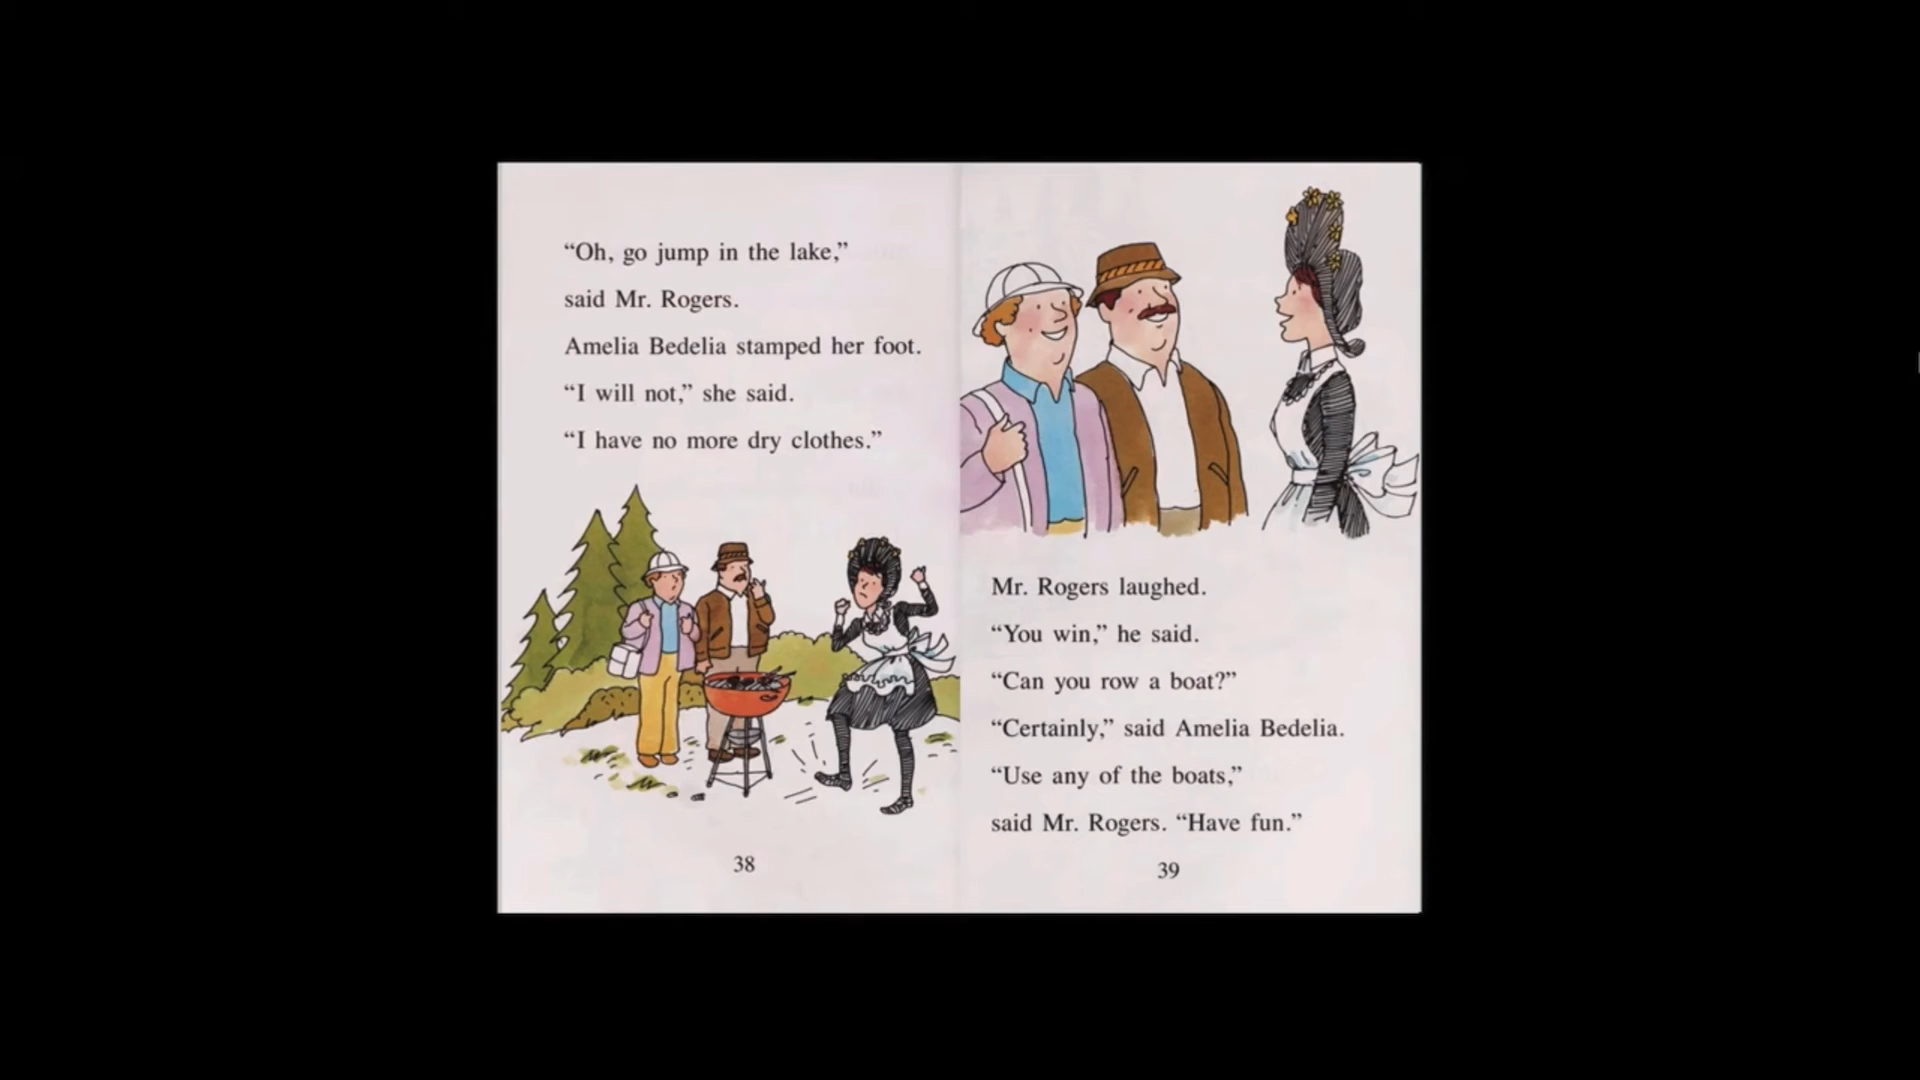 “Oh, go jump in the lake,”
said Mr. Rogers.
Amelia Bedelia stamped her foot.
“I will not,” she said.
“I have no more dry clothes.”
38
Mr. Rogers laughed.
“You win,” he said.
“Can you row a boat?”
“Certainly,” said Amelia Bedelia.
“Use any of the boats,”
said Mr. Rogers. “Have fun.”
39